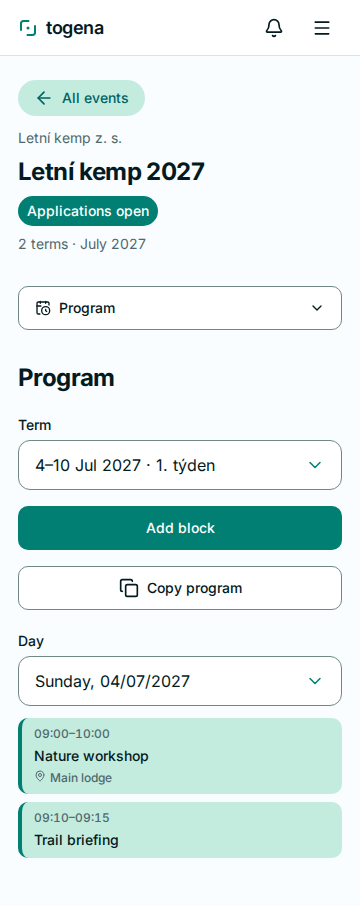 togena
All events
Letní kemp z. s.
Letní kemp 2027
Applications open
2 terms · July 2027
Program
Program
Term
4–10 Jul 2027 · 1. týden
Add block
Copy program
Day
Sunday, 04/07/2027
09:00–10:00
Nature workshop
Main lodge
09:10–09:15
Trail briefing